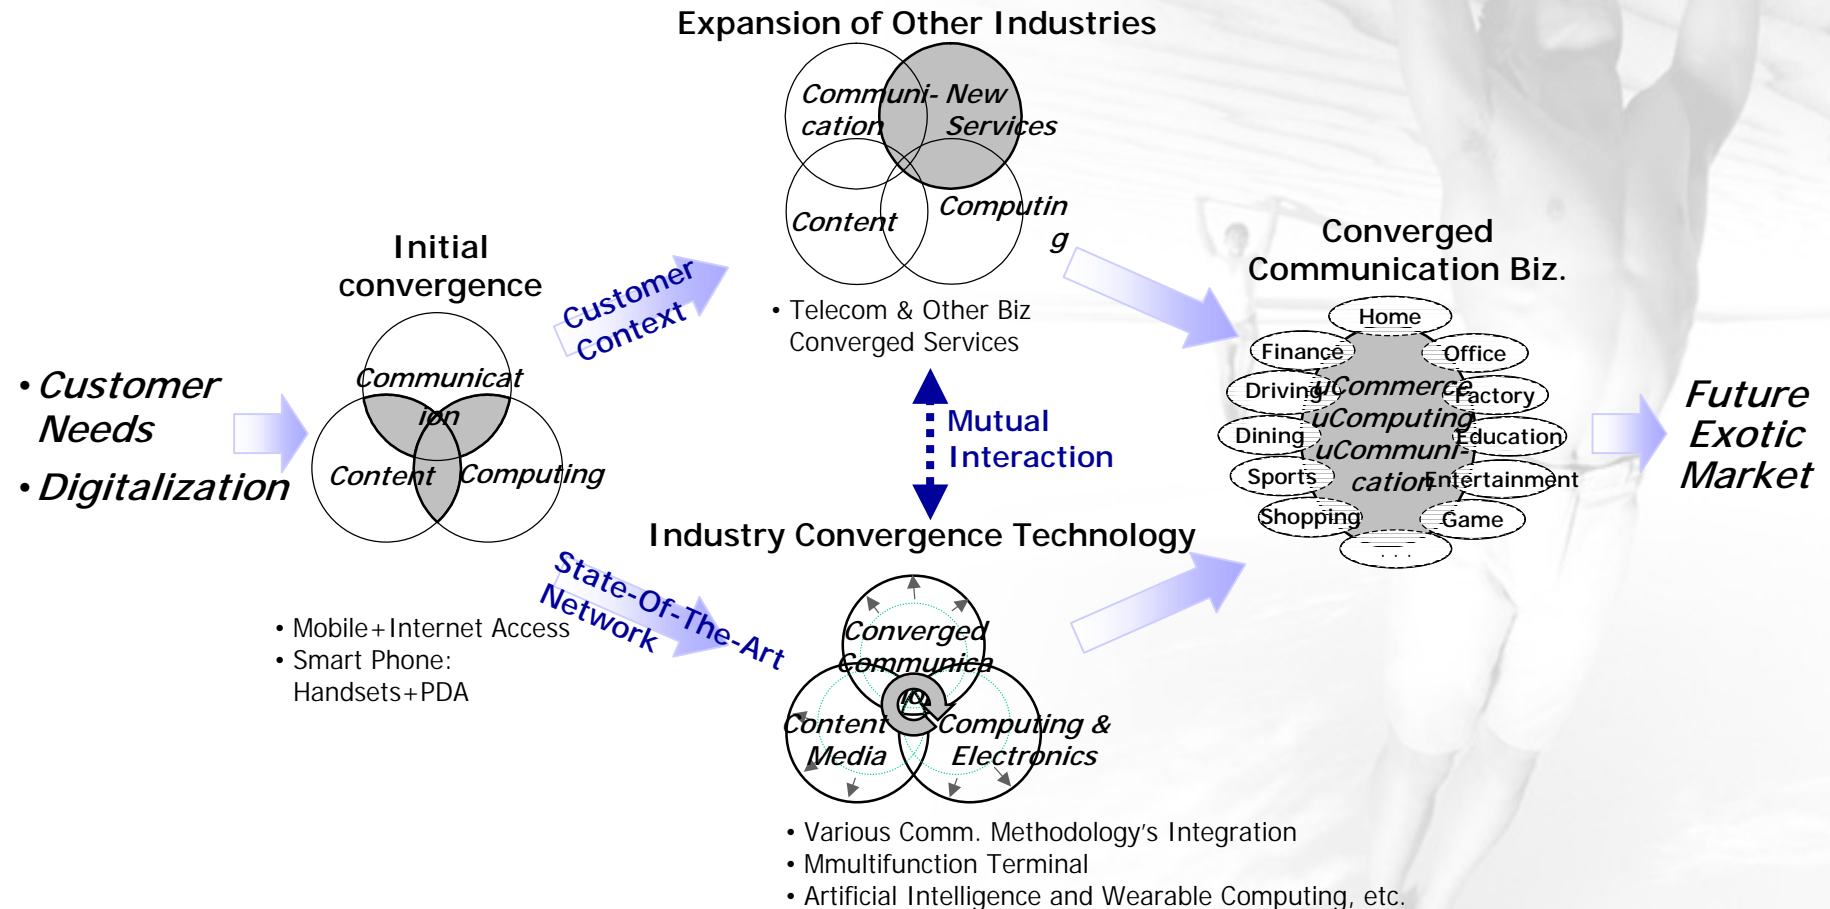 Expansion of Other Industries
Communi-
cation
New
Services
Content
Computin
g
• Telecom & Other Biz
Converged Services
Initial
convergence
Communicat
ion
Content
Computing
• Mobile+Internet Access
• Smart Phone:
Handsets+PDA
• Customer
Needs
• Digitalization
Customer
Context
State-Of-The-Art
Network
Mutual
Interaction
Industry Convergence Technology
Converged
Communica
Content
Media
Computing &
Electronics
• Various Comm. Methodology's Integration
• Mmultifunction Terminal
• Artificial Intelligence and Wearable Computing, etc.
Converged
Communication Biz.
Home
Finance
Office
Driving
Factory
Dining
Education
Sports
Entertainment
Shopping
Game
. . .
uCommerce
uComputing
uCommuni-
cation
Future
Exotic
Market